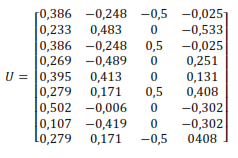 0,386 −0,248 −0,5 −0,025
0,233 0,483 0 −0,533
0,386 −0,248 0,5 −0,025
0,269 −0,489 0 0,251
U = 0,395 0,413 0 0,131
0,279 0,171 0,5 0,408
0,502 −0,006 0 −0,302
0,107 −0,419 0 −0,302
0,279 0,171 −0,5 0408